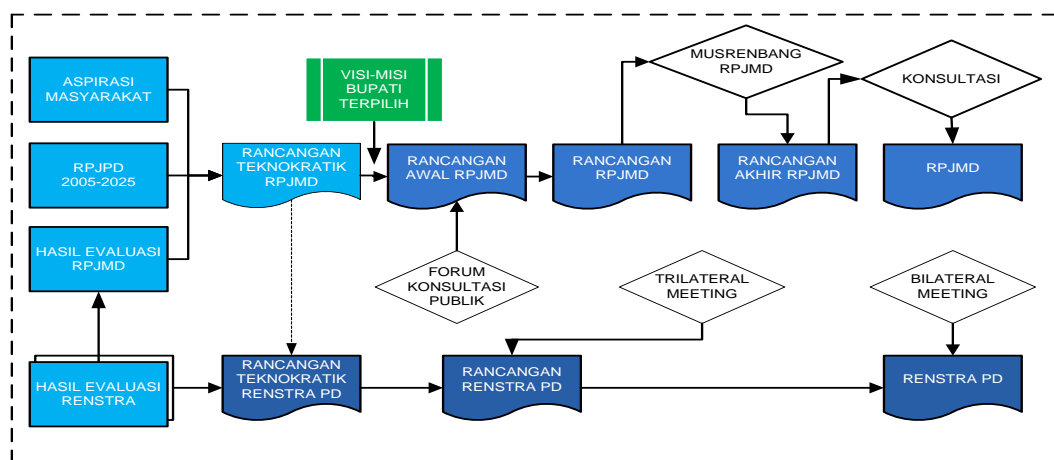 ASPIRASI
MASYARAKAT
VISI-MISI
BUPATI
TERPILIH
MUSRENBANG
RPJMD
KONSULTASI
RPJPD
2005-2025
RANCANGAN
TEKNOKRATIK
RPJMD
RANCANGAN
AWAL RPJMD
RANCANGAN
RPJMD
RANCANGAN
AKHIR RPJMD
RPJMD
HASIL EVALUASI
RPJMD
FORUM
KONSULTASI
PUBLIK
TRILATERAL
MEETING
BILATERAL
MEETING
HASIL EVALUASI
RENSTRA
RANCANGAN
TEKNOKRATIK
RENSTRA PD
RANCANGAN
RENSTRA PD
RENSTRA PD